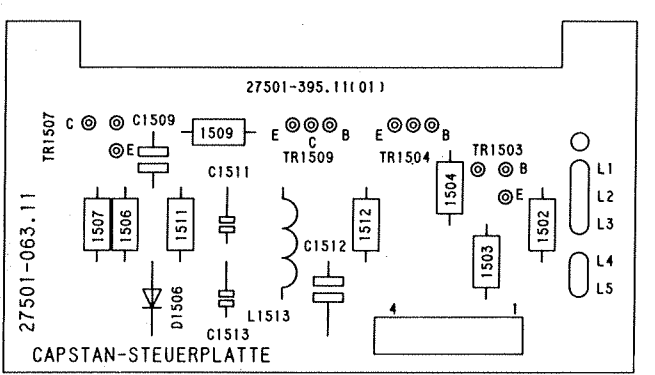 27501-395.11(01)
TR1507
C
E
C1509
1509
E
C
B
TR1509
E
B
TR1504
TR1503
B
E
L1
L2
L3
L4
L5
C1511
1504
27501-063.11
1507
1506
1511
1512
1502
C1512
1503
D1506
C1513
L1513
4
1
CAPSTAN-STEUERPLATTE